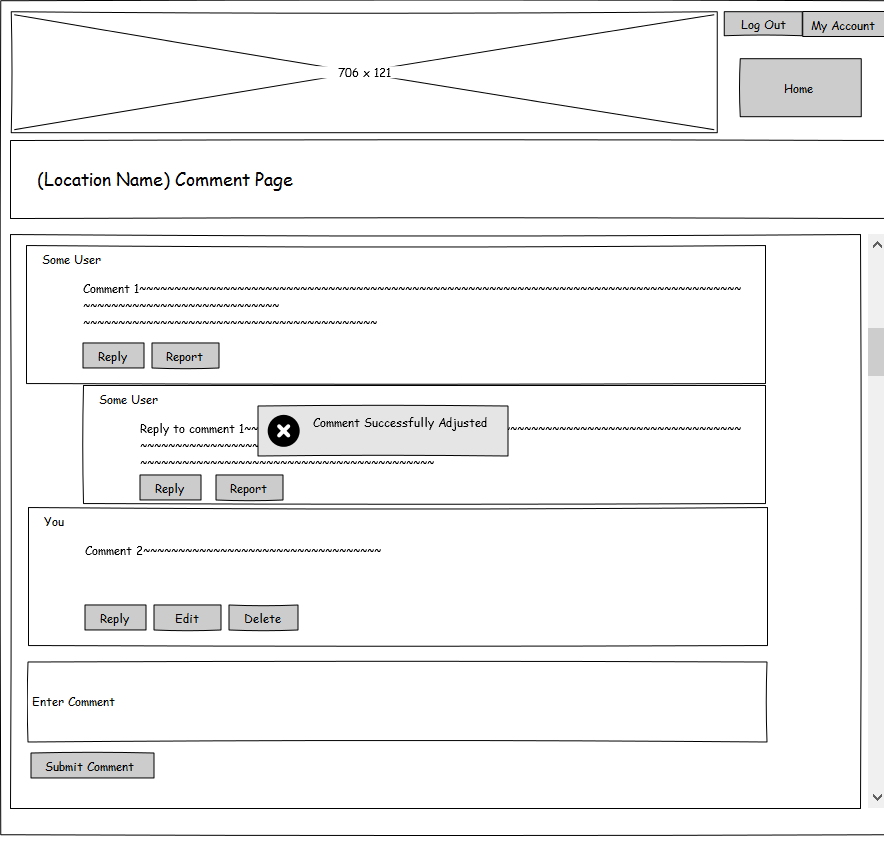 Log Out
My Account
706 x 121
Home
(Location Name) Comment Page
Some User
Comment 1~~~~~~~~~~~~~~~~~~~~~~~~~~~~~~~~~~~~~~~~~~~~~~~~~~~~~~~~~~~~~~~~~~~~~~~~~~~~~~~~~~~~~~
~~~~~~~~~~~~~~~~~~~~~~~~~~~~
~~~~~~~~~~~~~~~~~~~~~~~~~~~~~~~~~~~~~~~~~~
Reply
Report
Some User
Comment Successfully Adjusted
Reply to comment 1~~ ~~~~~~~~~~~~~~~~~~~~~~~~~~~~~~~~~
~~~~~~~~~~~~~~~~~
~~~~~~~~~~~~~~~~~~~~~~~~~~~~~~~~~~~~~~~~~~
Reply
Report
You
Comment 2~~~~~~~~~~~~~~~~~~~~~~~~~~~~~~~~~~
Reply
Edit
Delete
Enter Comment
Submit Comment